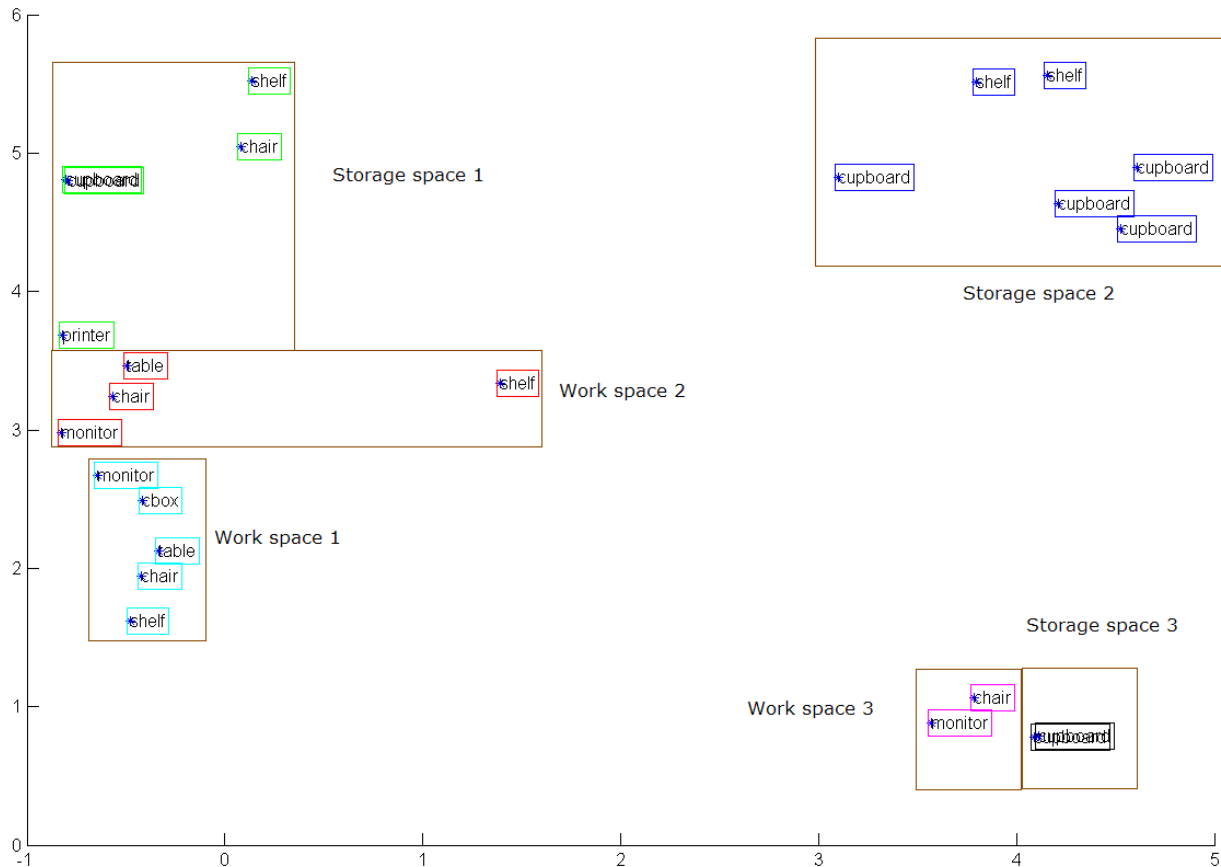 6
shelf
shelf
shelf
5
chair
Storage space 1
cupboard
cupboard
cupboard
cupboard
cupboard
cupboard
Storage space 2
4
printer
table
chair
shelf
Work space 2
3
monitor
monitor
cbox
Work space 1
table
2
chair
shelf
Storage space 3
1
Work space 3
chair
monitor
cupboard
cupboard
0
-1
0
1
2
3
4
5